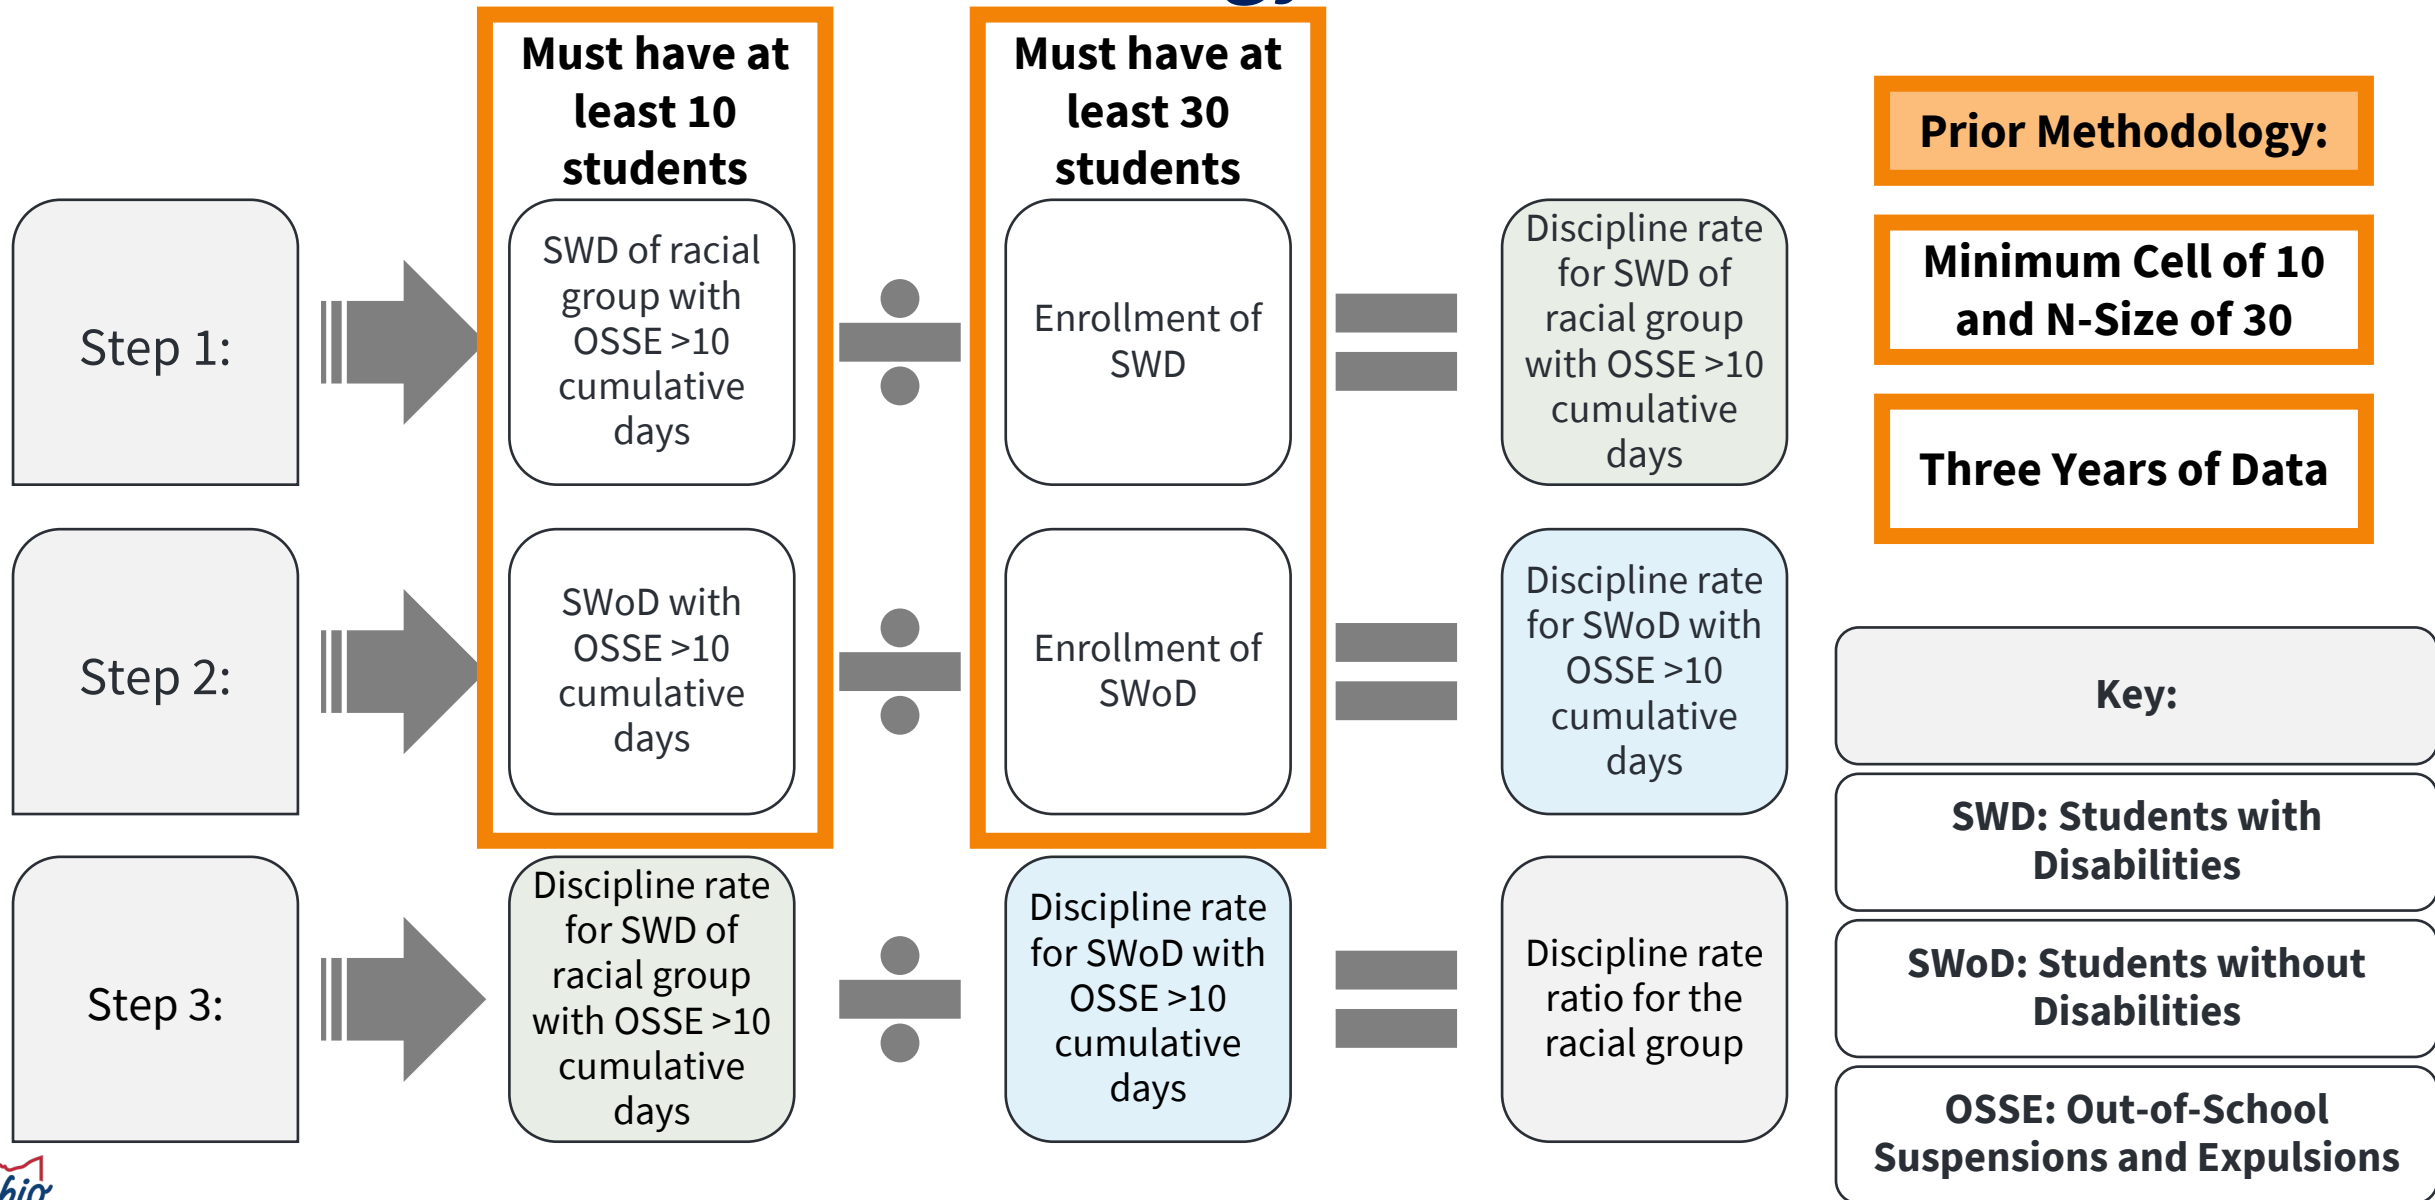 Must have at
least 10
students
Must have at
least 30
students
Prior Methodology:
Minimum Cell of 10
and N-Size of 30
Three Years of Data
Step 1:
SWD of racial
group with
OSSE >10
cumulative
days
Enrollment of
SWD
Discipline rate
for SWD of
racial group
with OSSE >10
cumulative
days
Step 2:
SWoD with
OSSE >10
cumulative
days
Enrollment of
SWoD
Discipline rate
for SWoD with
OSSE >10
cumulative
days
Step 3:
Discipline rate
for SWD of
racial group
with OSSE >10
cumulative
days
Discipline rate
for SWoD with
OSSE >10
cumulative
days
Discipline rate
ratio for the
racial group
Key:
SWD: Students with
Disabilities
SWoD: Students without
Disabilities
OSSE: Out-of-School
Suspensions and Expulsions